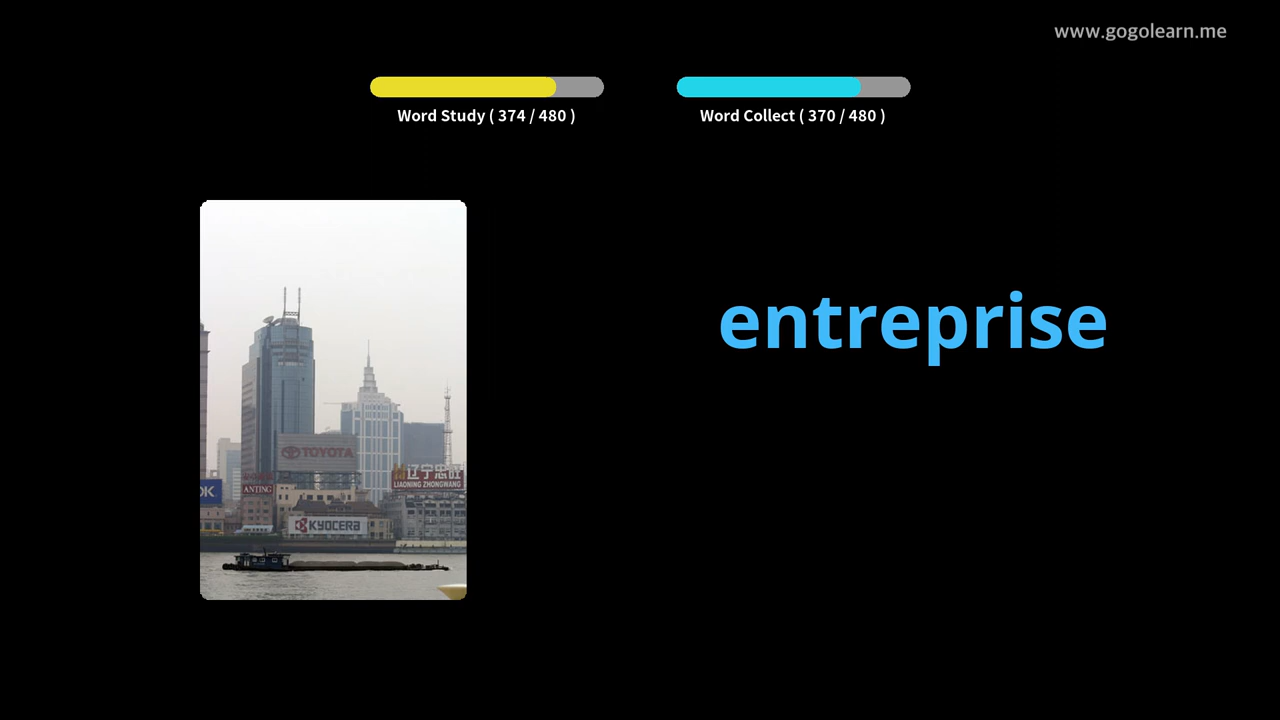 www.gogolearn.me
Word Study ( 374 / 480 )
Word Collect ( 370 / 480 )
entreprise
TOYOTA
辽宁忠旺
LIAONING ZHONGWANG
OK
ANTING
KYOCERA